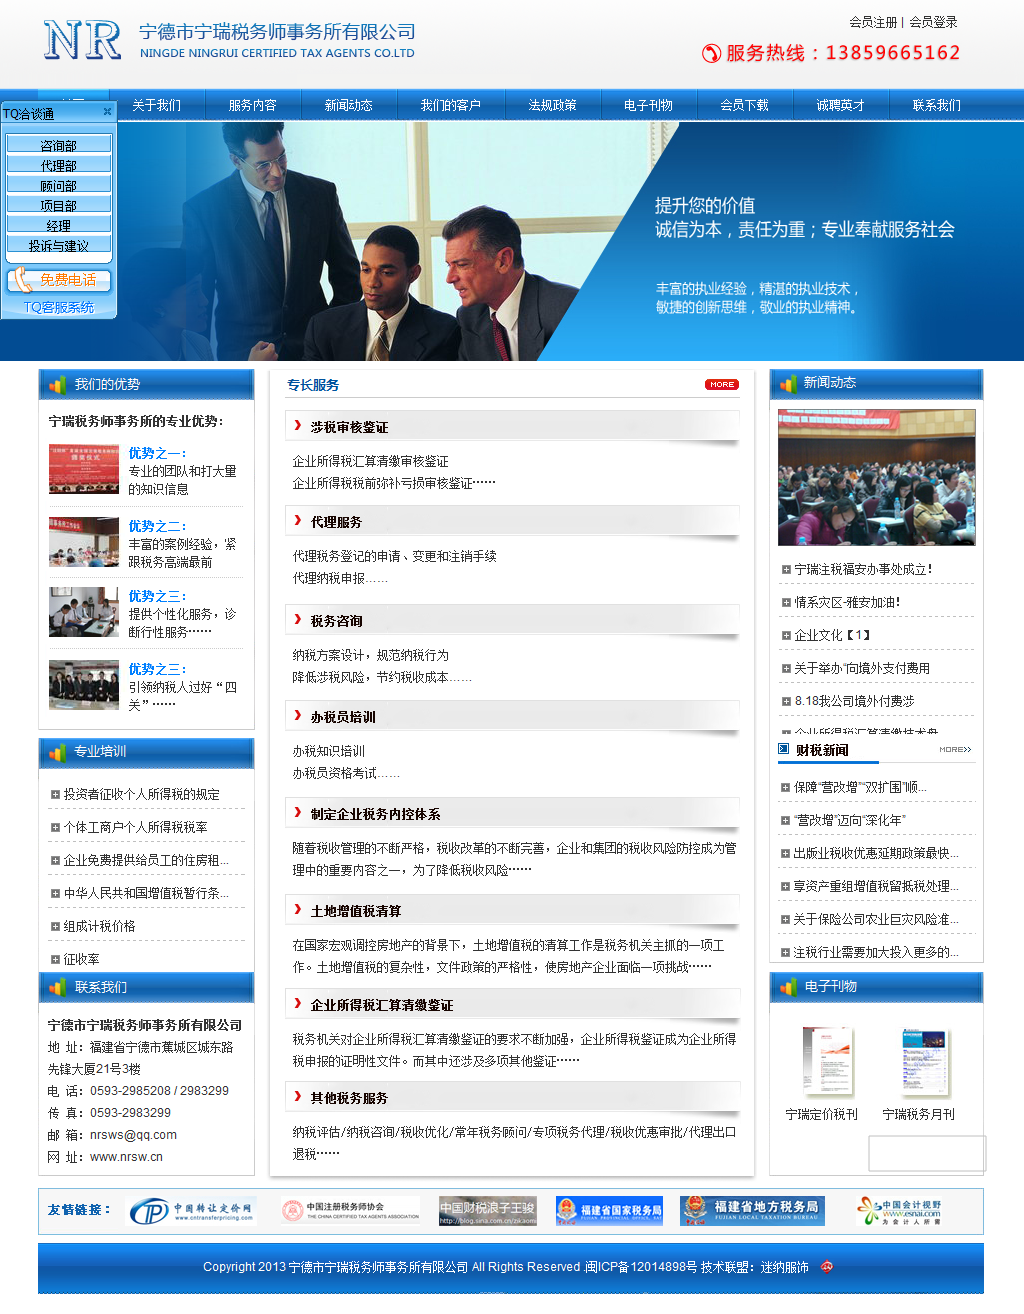 NR
宁德市宁瑞税务师事务所有限公司
NINGDE NINGRUI CERTIFIED TAX AGENTS CO.LTD
会员注册 | 会员登录
服务热线：13859665162
关于我们
服务内容
新闻动态
我们的客户
法规政策
电子刊物
会员下载
诚聘英才
联系我们
TQ洽谈通
咨询部
代理部
顾问部
项目部
经理
投诉与建议
免费电话
TQ客服系统
提升您的价值
诚信为本，责任为重；专业奉献服务社会
丰富的执业经验，精湛的执业技术，
敏捷的创新思维，敬业的执业精神。
我们的优势
宁瑞税务师事务所的专业优势：
优势之一：
专业的团队和打大量
的知识信息
优势之二：
丰富的案例经验，紧
跟税务高端最前
优势之三：
提供个性化服务，诊
断行性服务……
优势之三：
引领纳税人过好“四
关”……
专业培训
投资者征收个人所得税的规定
个体工商户个人所得税税率
企业免费提供给员工的住房租...
中华人民共和国增值税暂行条...
组成计税价格
征收率
联系我们
宁德市宁瑞税务师事务所有限公司
地 址：福建省宁德市蕉城区城东路
先锋大厦21号3楼
电 话：0593-2985208 / 2983299
传 真：0593-2983299
邮 箱：nrsws@qq.com
网 址：www.nrsw.cn
专长服务
MORE
涉税审核鉴证
企业所得税汇算清缴审核鉴证
企业所得税税前弥补亏损审核鉴证……
代理服务
代理税务登记的申请、变更和注销手续
代理纳税申报……
税务咨询
纳税方案设计，规范纳税行为
降低涉税风险，节约税收成本……
办税员培训
办税知识培训
办税员资格考试……
制定企业税务内控体系
随着税收管理的不断严格，税收改革的不断完善，企业和集团的税收风险防控成为管
理中的重要内容之一，为了降低税收风险……
土地增值税清算
在国家宏观调控房地产的背景下，土地增值税的清算工作是税务机关主抓的一项工
作。土地增值税的复杂性，文件政策的严格性，使房地产企业面临一项挑战……
企业所得税汇算清缴鉴证
税务机关对企业所得税汇算清缴鉴证的要求不断加强，企业所得税鉴证成为企业所得
税申报的证明性文件。而其中还涉及多项其他鉴证……
其他税务服务
纳税评估/纳税咨询/税收优化/常年税务顾问/专项税务代理/税收优惠审批/代理出口
退税……
新闻动态
宁瑞注税福安办事处成立！
情系灾区-雅安加油！
企业文化【1】
关于举办“向境外支付费用
8.18我公司境外付费涉
企业所得税汇算清缴技术盘
财税新闻
MORE>>
保障“营改增”“双扩围”顺...
“营改增”迈向“深化年”
出版业税收优惠延期政策最快...
享资产重组增值税留抵税处理...
关于保险公司农业巨灾风险准...
注税行业需要加大投入更多的...
电子刊物
宁瑞定价税刊
宁瑞税务月刊
友情链接：
中国转让定价网
www.cntransferpricing.com
中国注册税务师协会
THE CHINA CERTIFIED TAX AGENTS ASSOCIATION
中国财税浪子王骏
福建省国家税务局
福建省地方税务局
FUJIAN LOCAL TAXATION BUREAU
中国会计视野
www.esnai.com
为会计人所需
Copyright 2013 宁德市宁瑞税务师事务所有限公司 All Rights Reserved .闽ICP备12014898号 技术联盟：迷纳服饰